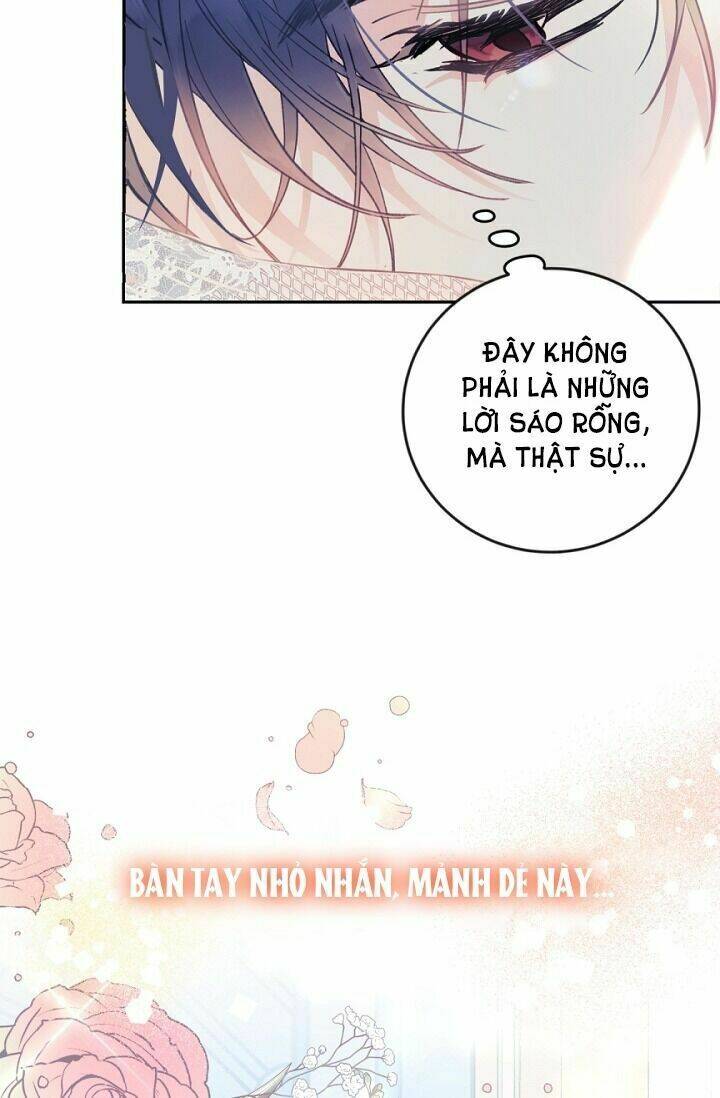 ĐÂY KHÔNG
PHẢI LÀ NHỮNG
LỜI SÁO RỖNG,
MÀ THẬT SỰ...
BÀN TAY NHỎ NHẮN, MẢNH DẺ NÀY...